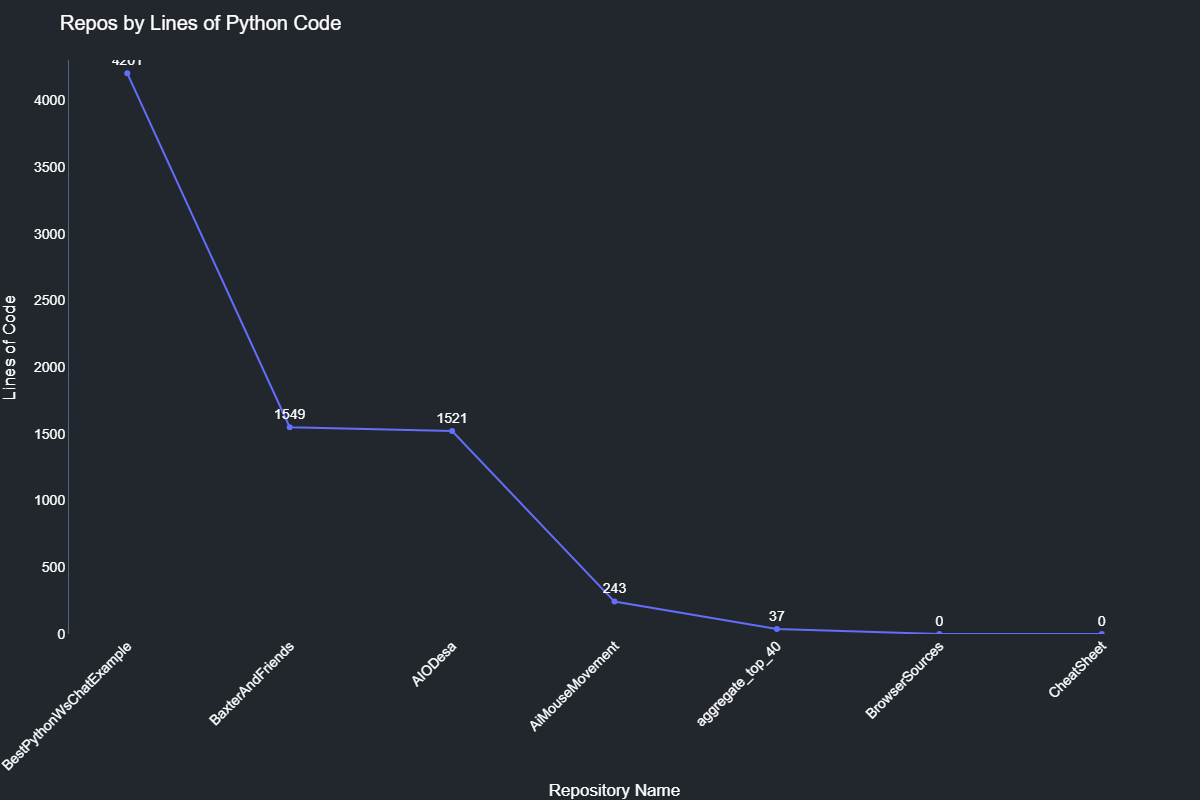 Repos by Lines of Python Code
4201
4000
3500
3000
2500
2000
1500
1000
500
0
Lines of Code
1549
1521
243
37
0
0
BestPythonWsChatExample
BaxterAndFriends
AIODesa
AiMouseMovement
aggregate_top_40
BrowserSources
CheatSheet
Repository Name